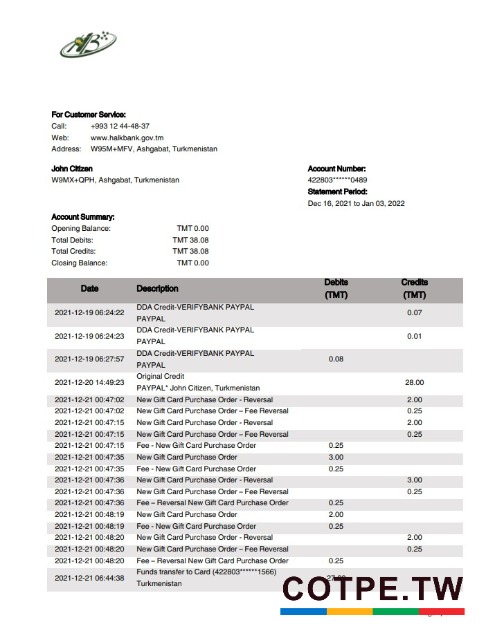 HB
For Customer Service:
Call: +993 12 44-48-37
Web: www.halkbank.gov.tm
Address: W95M+MFV, Ashgabat, Turkmenistan
John Citizen
W9MX+QPH, Ashgabat, Turkmenistan
Account Number:
422803******0489
Statement Period:
Dec 16, 2021 to Jan 03, 2022
Account Summary:
Opening Balance: TMT 0.00
Total Debits: TMT 38.08
Total Credits: TMT 38.08
Closing Balance: TMT 0.00
Date Description Debits (TMT) Credits (TMT)
2021-12-19 06:24:22 DDA Credit-VERIFYBANK PAYPAL PAYPAL 0.07
2021-12-19 06:24:23 DDA Credit-VERIFYBANK PAYPAL PAYPAL 0.01
2021-12-19 06:27:57 DDA Credit-VERIFYBANK PAYPAL PAYPAL 0.08
2021-12-20 14:49:23 Original Credit PAYPAL* John Citizen, Turkmenistan 28.00
2021-12-21 00:47:02 New Gift Card Purchase Order - Reversal 2.00
2021-12-21 00:47:02 New Gift Card Purchase Order – Fee Reversal 0.25
2021-12-21 00:47:15 New Gift Card Purchase Order - Reversal 2.00
2021-12-21 00:47:15 New Gift Card Purchase Order – Fee Reversal 0.25
2021-12-21 00:47:15 Fee - New Gift Card Purchase Order 0.25
2021-12-21 00:47:35 New Gift Card Purchase Order 3.00
2021-12-21 00:47:35 Fee - New Gift Card Purchase Order 0.25
2021-12-21 00:47:36 New Gift Card Purchase Order - Reversal 3.00
2021-12-21 00:47:36 New Gift Card Purchase Order – Fee Reversal 0.25
2021-12-21 00:47:36 Fee – Reversal New Gift Card Purchase Order 0.25
2021-12-21 00:48:19 New Gift Card Purchase Order 2.00
2021-12-21 00:48:19 Fee - New Gift Card Purchase Order 0.25
2021-12-21 00:48:20 New Gift Card Purchase Order - Reversal 2.00
2021-12-21 00:48:20 New Gift Card Purchase Order – Fee Reversal 0.25
2021-12-21 00:48:20 Fee – Reversal New Gift Card Purchase Order 0.25
2021-12-21 06:44:38 Funds transfer to Card (422803******1566) Turkmenistan
COTPE.TW